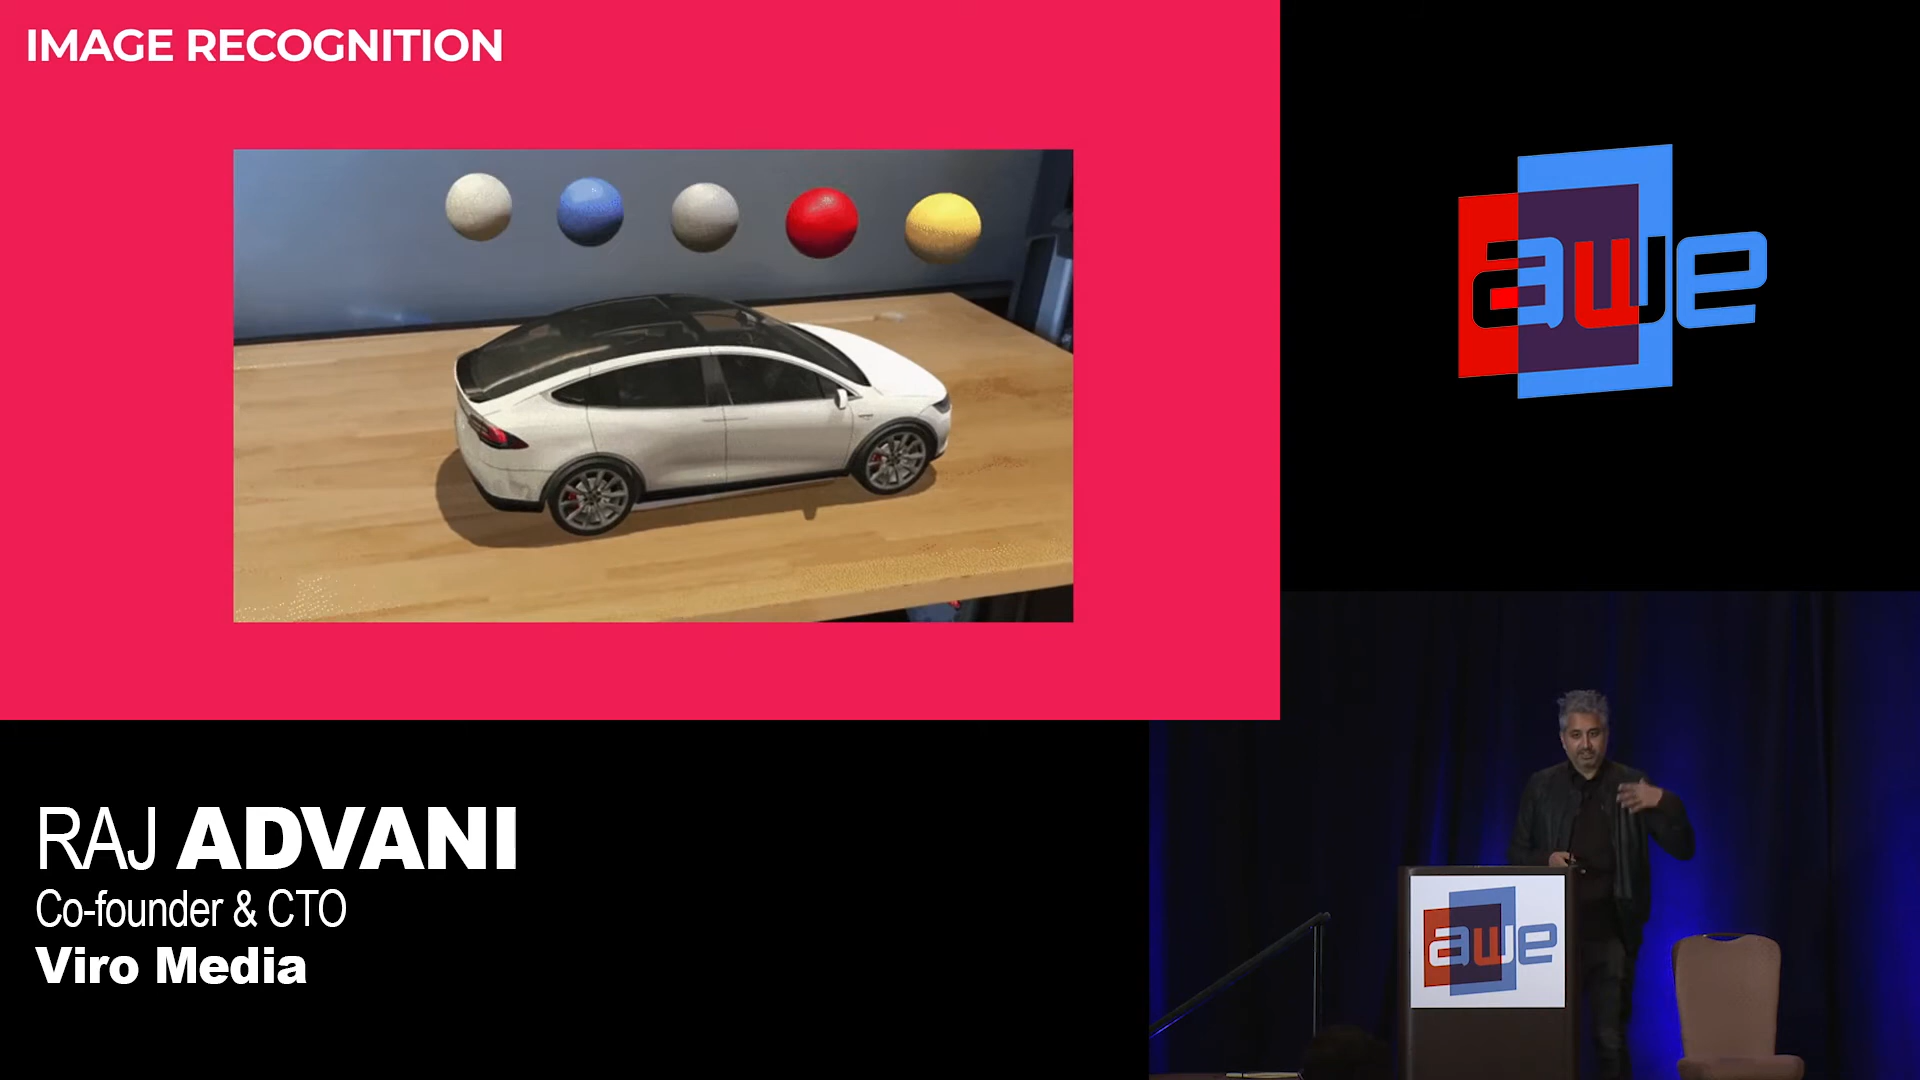 IMAGE RECOGNITION
awe
RAJ ADVANI
Co-founder & CTO
Viro Media
awe